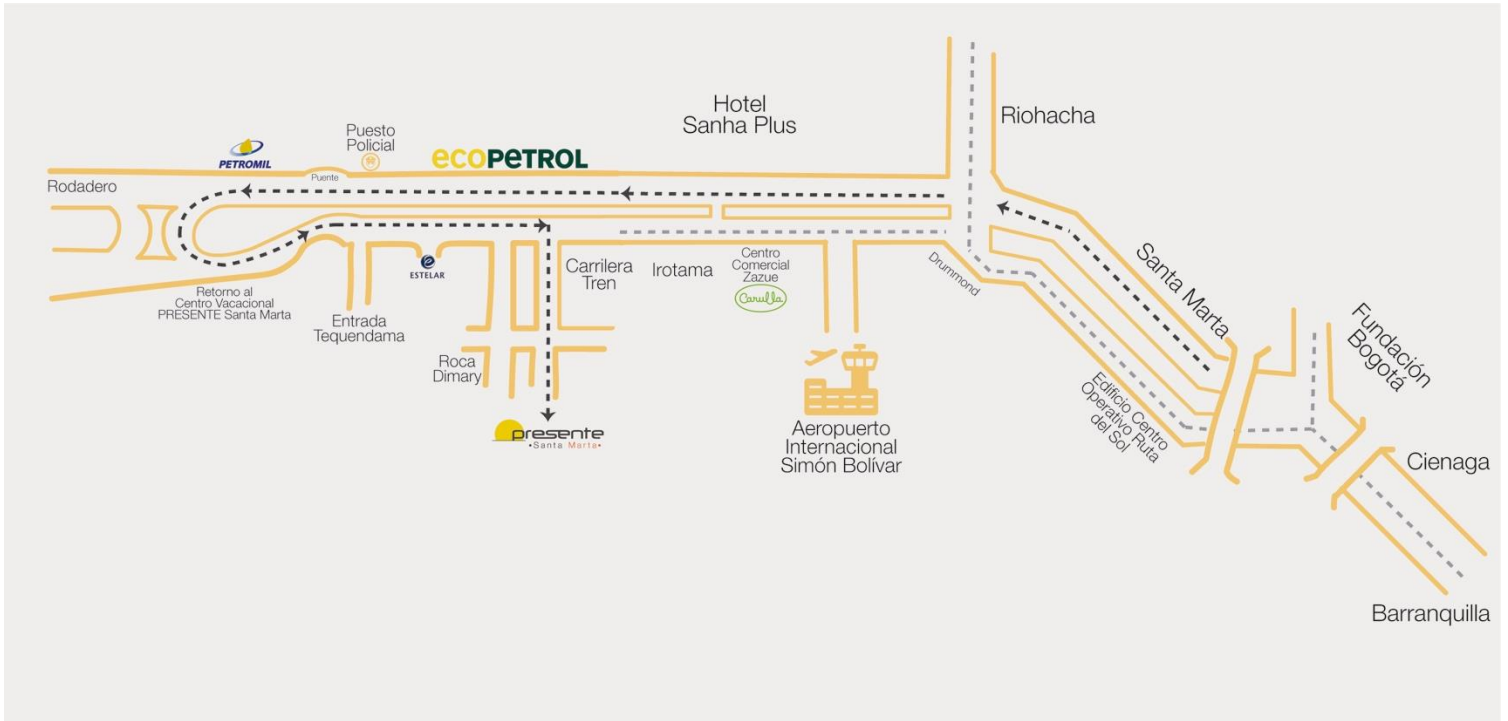 Hotel
Sanha Plus
Riohacha
PETROMIL
Puesto
Policial
ecopetrol
Rodadero
Puente
Retorno al
Centro Vacacional
PRESENTE Santa Marta
Entrada
Tequendama
e
ESTELAR
Roca
Dimary
Carrilera
Tren
Irotama
Centro
Comercial
Zazue
Carulla
Drummond
Santa Marta
Fundación
Bogotá
Edificio Centro
Operativo Ruta
del Sol
presente
•Santa Marta•
Aeropuerto
Internacional
Simón Bolívar
Cienaga
Barranquilla